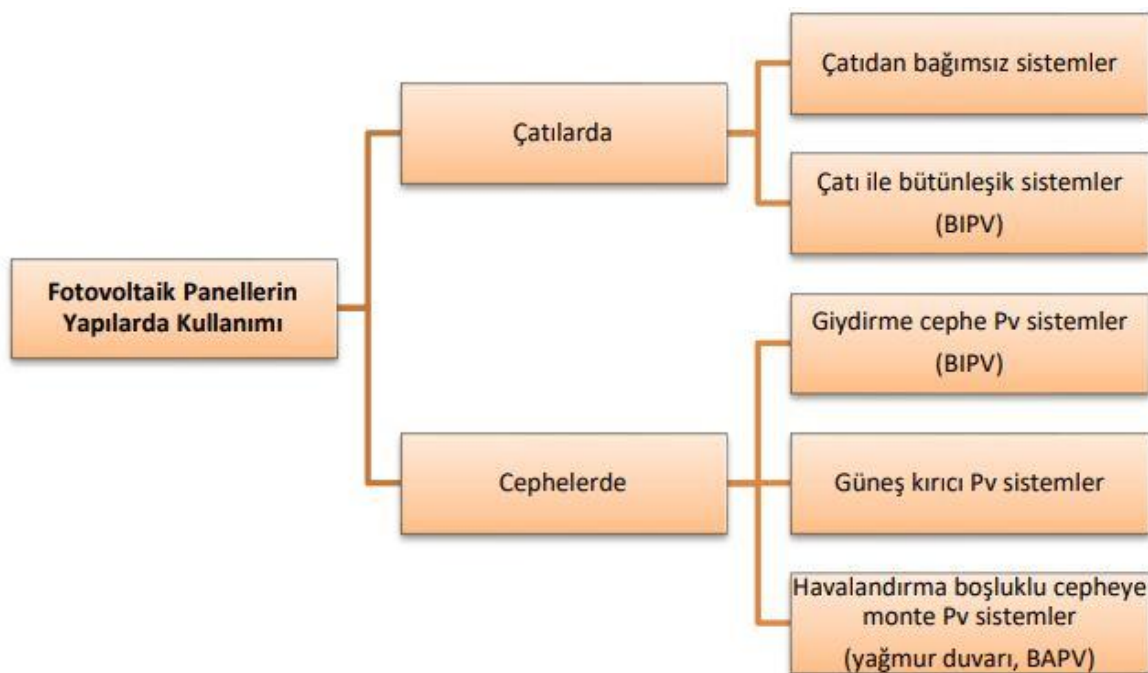 Fotovoltaik Panellerin
Yapılarda Kullanımı
Çatılarda
Çatıdan bağımsız sistemler
Çatı ile bütünleşik sistemler
(BIPV)
Cephelerde
Giydirme cephe Pv sistemler
(BIPV)
Güneş kırıcı Pv sistemler
Havalandırma boşluklu cepheye
monte Pv sistemler
(yağmur duvarı, BAPV)